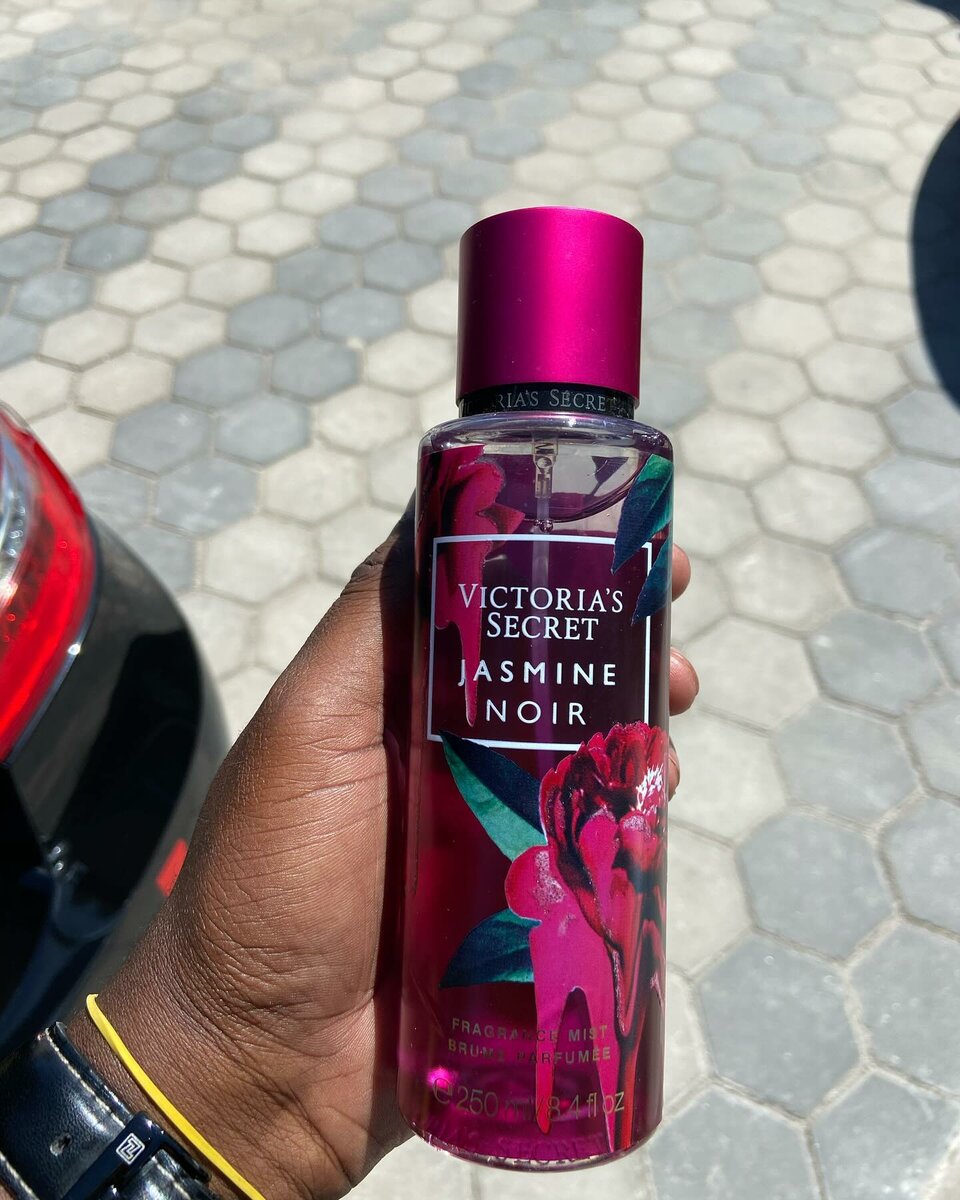 RIA'S SECRE
VICTORIA'S
SECRET
JASMINE
NOIR
FRAGRANCE MIST
BRUME PARFUMÉE
e 250 ml/8.4 fl oz